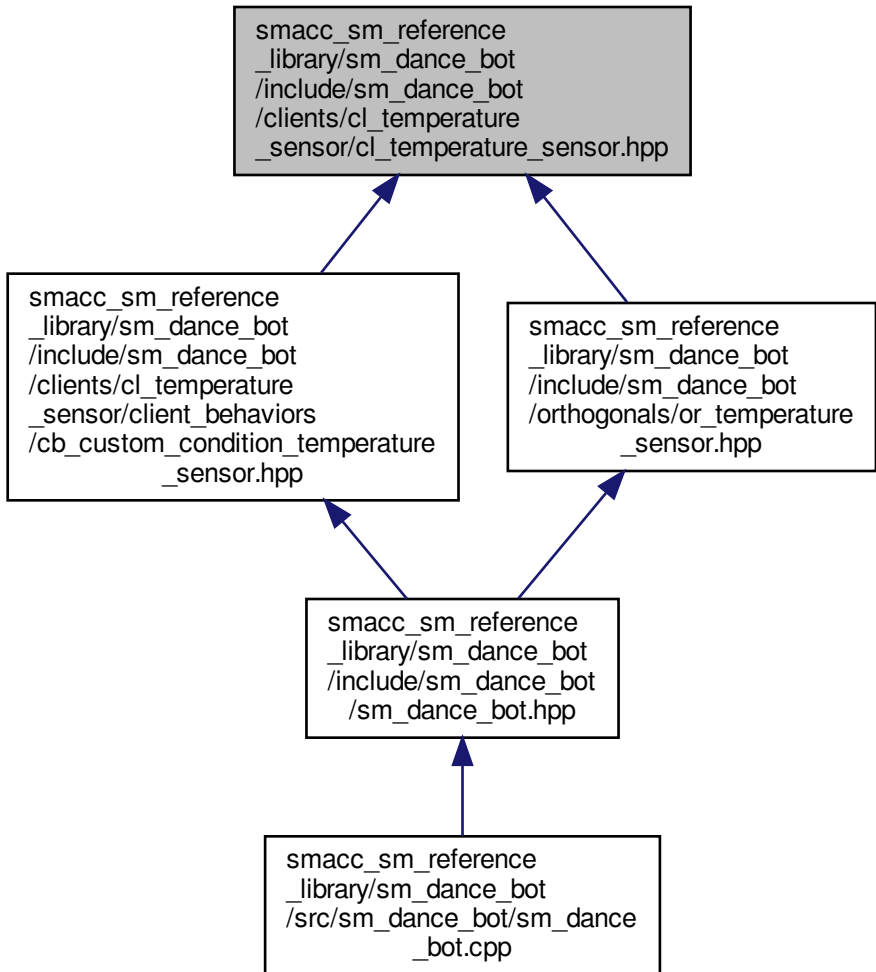 smacc_sm_reference
_library/sm_dance_bot
/include/sm_dance_bot
/clients/cl_temperature
_sensor/cl_temperature_sensor.hpp
smacc_sm_reference
_library/sm_dance_bot
/include/sm_dance_bot
/clients/cl_temperature
_sensor/client_behaviors
/cb_custom_condition_temperature
_sensor.hpp
smacc_sm_reference
_library/sm_dance_bot
/include/sm_dance_bot
/orthogonals/or_temperature
_sensor.hpp
smacc_sm_reference
_library/sm_dance_bot
/include/sm_dance_bot
/sm_dance_bot.hpp
smacc_sm_reference
_library/sm_dance_bot
/src/sm_dance_bot/sm_dance
_bot.cpp